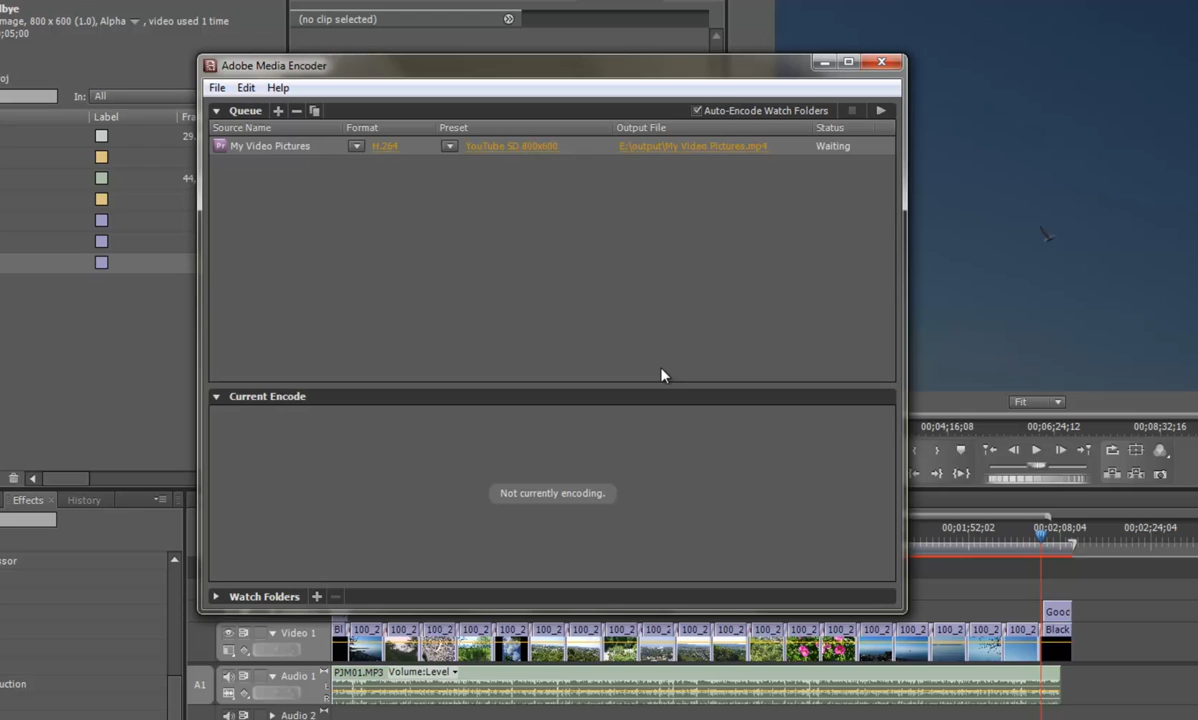 bye
mage, 800 x 600 (1.0), Alpha , video used 1 time
;05;00
oj
In: All
Label Fra
29.
44,
(no clip selected)
Adobe Media Encoder
File Edit Help
Queue Auto-Encode Watch Folders
Source Name Format Preset Output File Status
Pr My Video Pictures H.264 YouTube SD 800x600 E:\output\My Video Pictures.mp4 Waiting
Current Encode
Not currently encoding.
Watch Folders
Fit
00;04;16;08 00;06;24;12 00;08;32;16
Effects × History
ssor
uction
00;01;52;02 00;02;08;04 00;02;24;04
Gooc
Video 1 Bl 100_2 100_2 100_2 100_2 100_2 100_2 100_2 100_2 100_2 100_2 100_2 100_2 100_2 100_2 100_2 100_2 100_2 100_2 100_2 Black
A1 Audio 1 P3M01.MP3 Volume:Level
L
R
Audio 2